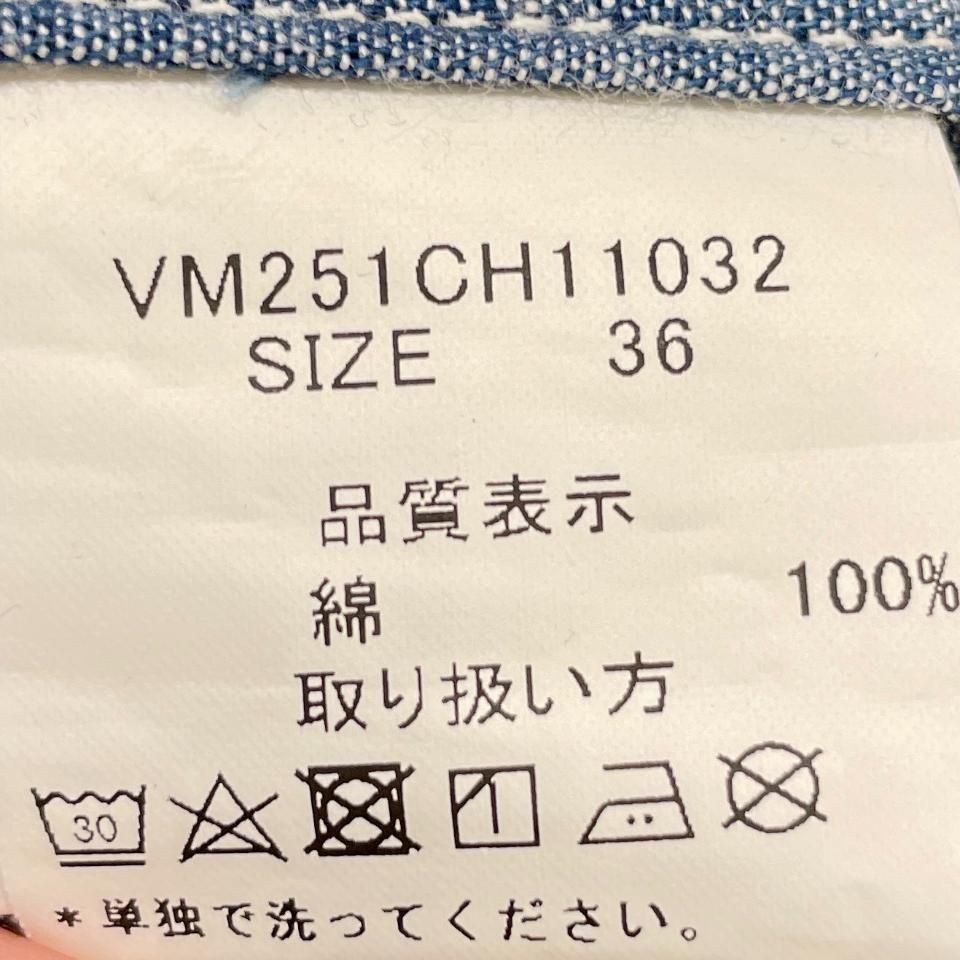 VM251CH11032
SIZE 36
品質表示
綿 100%
取り扱い方
30
*単独で洗ってください。